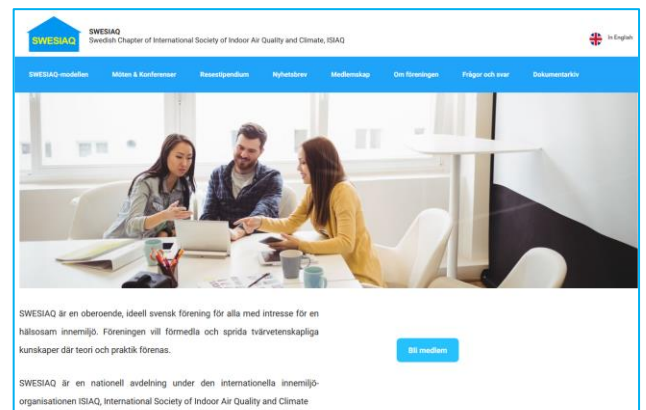 SWESIAQ
SWESIAQ
Swedish Chapter of International Society of Indoor Air Quality and Climate, ISIAQ
In English
SWESIAQ-modellen Möten & Konferenser Resestipendium Nyhetsbrev Medlemskap Om föreningen Frågor och svar Dokumentarkiv
SWESIAQ är en oberoende, ideell svensk förening för alla med intresse för en
hälsosam innemiljö. Föreningen vill förmedla och sprida tvärvetenskapliga
kunskaper där teori och praktik förenas.
Bli medlem
SWESIAQ är en nationell avdelning under den internationella innemiljö-
organisationen ISIAQ, International Society of Indoor Air Quality and Climate